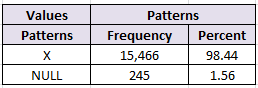 Values Patterns
Patterns Frequency Percent
X 15,466 98.44
NULL 245 1.56